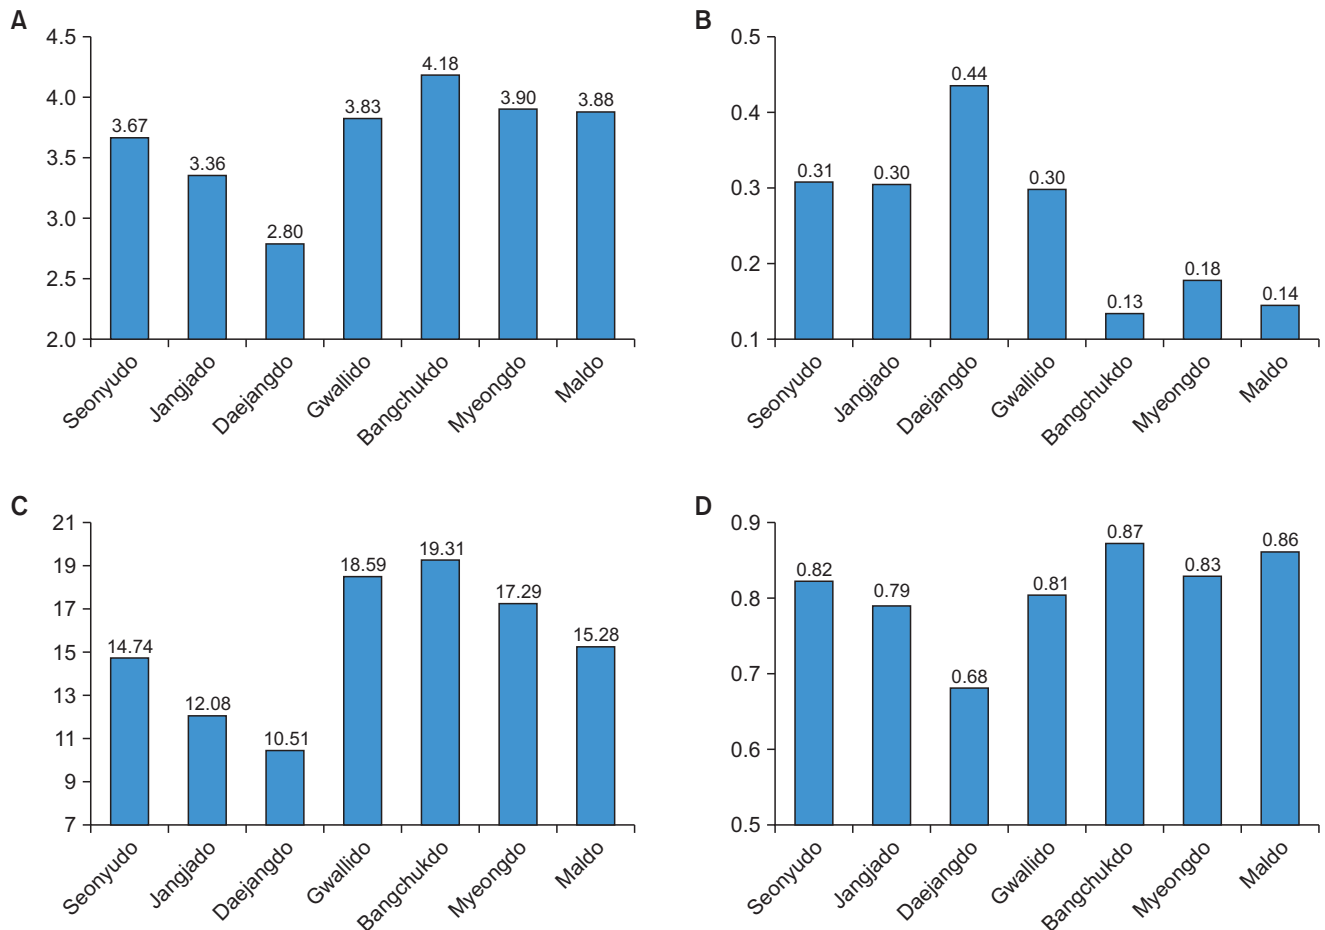 A
4.5
4.0
3.5
3.0
2.5
2.0
3.67
3.36
2.80
3.83
4.18
3.90
3.88
Seonyudo
Jangjado
Daejangdo
Gwallido
Bangchukdo
Myeongdo
Maldo
B
0.5
0.4
0.3
0.2
0.1
0.31
0.30
0.44
0.30
0.13
0.18
0.14
Seonyudo
Jangjado
Daejangdo
Gwallido
Bangchukdo
Myeongdo
Maldo
C
21
19
17
15
13
11
9
7
14.74
12.08
10.51
18.59
19.31
17.29
15.28
Seonyudo
Jangjado
Daejangdo
Gwallido
Bangchukdo
Myeongdo
Maldo
D
0.9
0.8
0.7
0.6
0.5
0.82
0.79
0.68
0.81
0.87
0.83
0.86
Seonyudo
Jangjado
Daejangdo
Gwallido
Bangchukdo
Myeongdo
Maldo